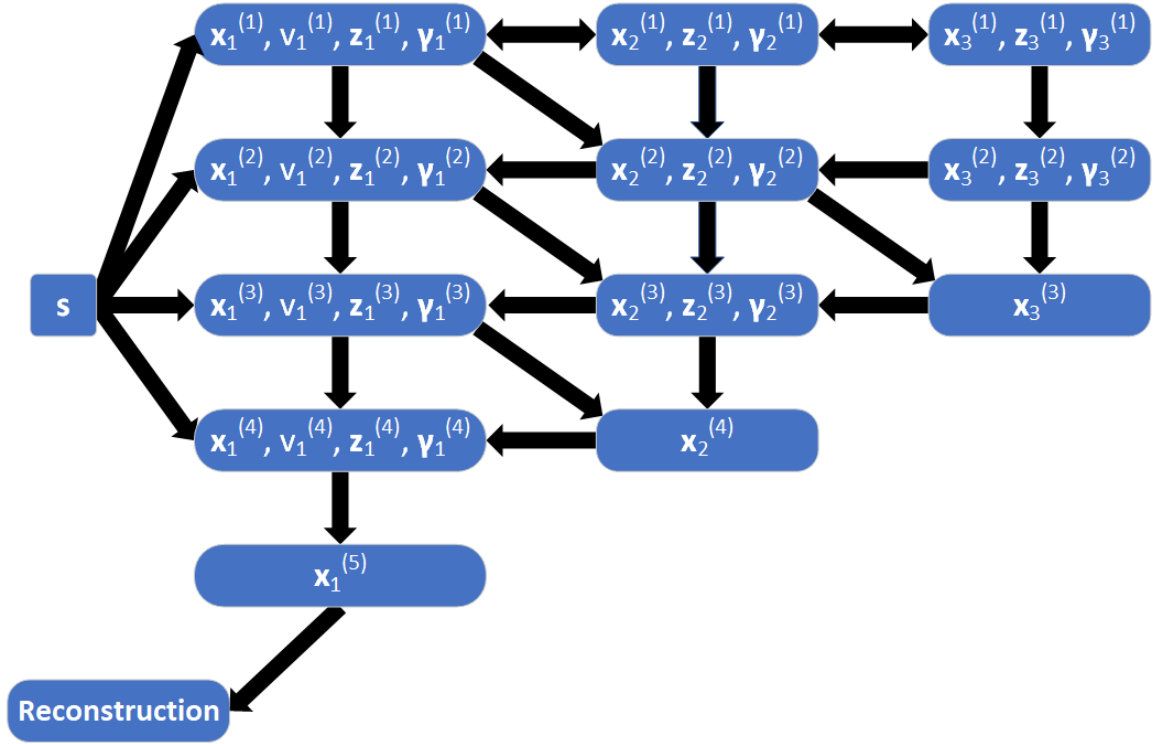 x₁⁽¹⁾, v₁⁽¹⁾, z₁⁽¹⁾, γ₁⁽¹⁾
x₂⁽¹⁾, z₂⁽¹⁾, γ₂⁽¹⁾
x₃⁽¹⁾, z₃⁽¹⁾, γ₃⁽¹⁾
x₁⁽²⁾, v₁⁽²⁾, z₁⁽²⁾, γ₁⁽²⁾
x₂⁽²⁾, z₂⁽²⁾, γ₂⁽²⁾
x₃⁽²⁾, z₃⁽²⁾, γ₃⁽²⁾
s
x₁⁽³⁾, v₁⁽³⁾, z₁⁽³⁾, γ₁⁽³⁾
x₂⁽³⁾, z₂⁽³⁾, γ₂⁽³⁾
x₃⁽³⁾
x₁⁽⁴⁾, v₁⁽⁴⁾, z₁⁽⁴⁾, γ₁⁽⁴⁾
x₂⁽⁴⁾
x₁⁽⁵⁾
Reconstruction